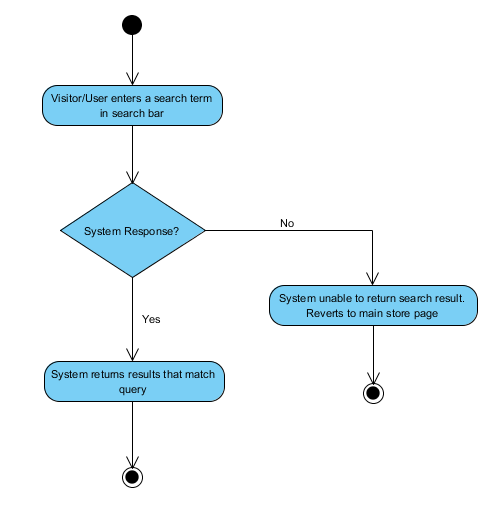 Visitor/User enters a search term
in search bar
System Response?
No
System unable to return search result.
Reverts to main store page
Yes
System returns results that match
query